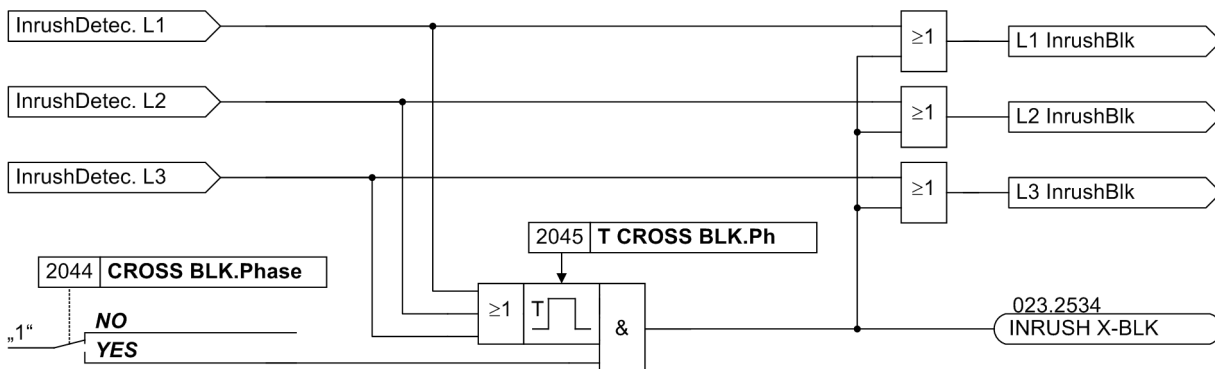 InrushDetec. L1
≥1
L1 InrushBlk
InrushDetec. L2
≥1
L2 InrushBlk
InrushDetec. L3
≥1
L3 InrushBlk
2045 T CROSS BLK.Ph
2044 CROSS BLK.Phase
≥1
T
&
„1“
NO
YES
023.2534
INRUSH X-BLK